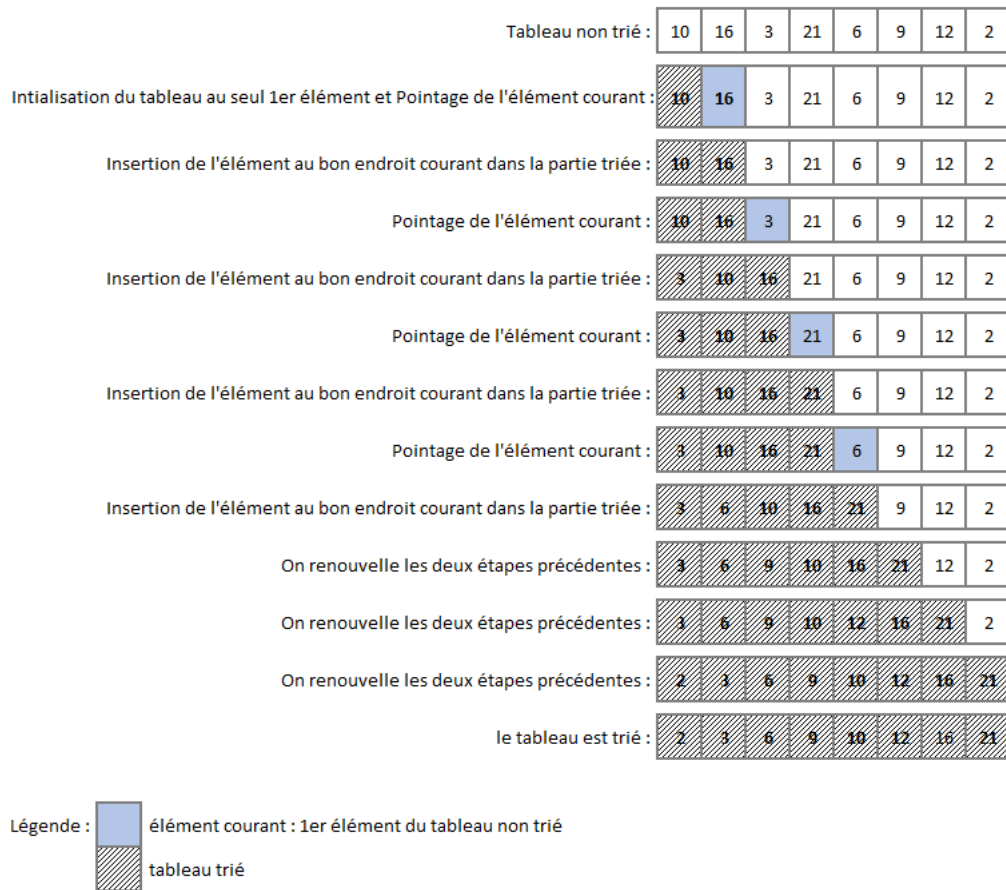 Tableau non trié : 10 16 3 21 6 9 12 2
Intialisation du tableau au seul 1er élément et Pointage de l'élément courant : 10 16 3 21 6 9 12 2
Insertion de l'élément au bon endroit courant dans la partie triée : 10 16 3 21 6 9 12 2
Pointage de l'élément courant : 10 16 3 21 6 9 12 2
Insertion de l'élément au bon endroit courant dans la partie triée : 3 10 16 21 6 9 12 2
Pointage de l'élément courant : 3 10 16 21 6 9 12 2
Insertion de l'élément au bon endroit courant dans la partie triée : 3 10 16 21 6 9 12 2
Pointage de l'élément courant : 3 10 16 21 6 9 12 2
Insertion de l'élément au bon endroit courant dans la partie triée : 3 6 10 16 21 9 12 2
On renouvelle les deux étapes précédentes : 3 6 9 10 16 21 12 2
On renouvelle les deux étapes précédentes : 3 6 9 10 12 16 21 2
On renouvelle les deux étapes précédentes : 2 3 6 9 10 12 16 21
le tableau est trié : 2 3 6 9 10 12 16 21
Légende : élément courant : 1er élément du tableau non trié
tableau trié